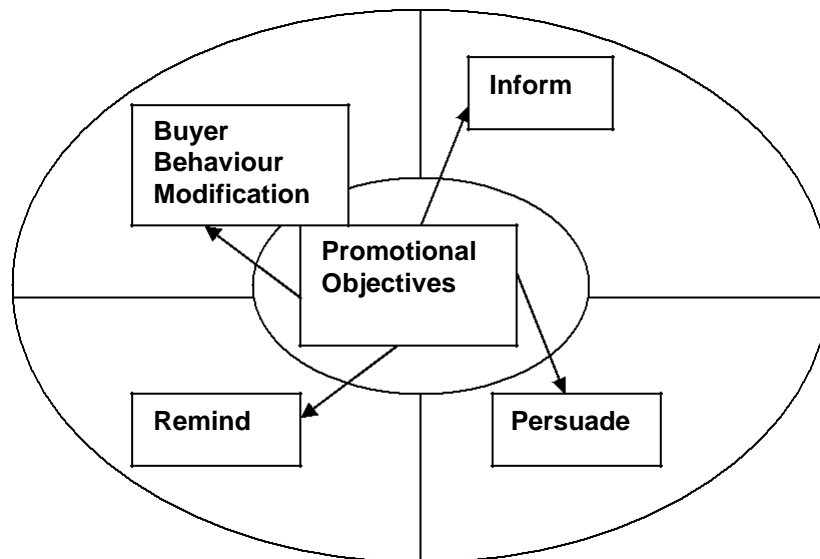 Inform
Buyer
Behaviour
Modification
Promotional
Objectives
Remind
Persuade